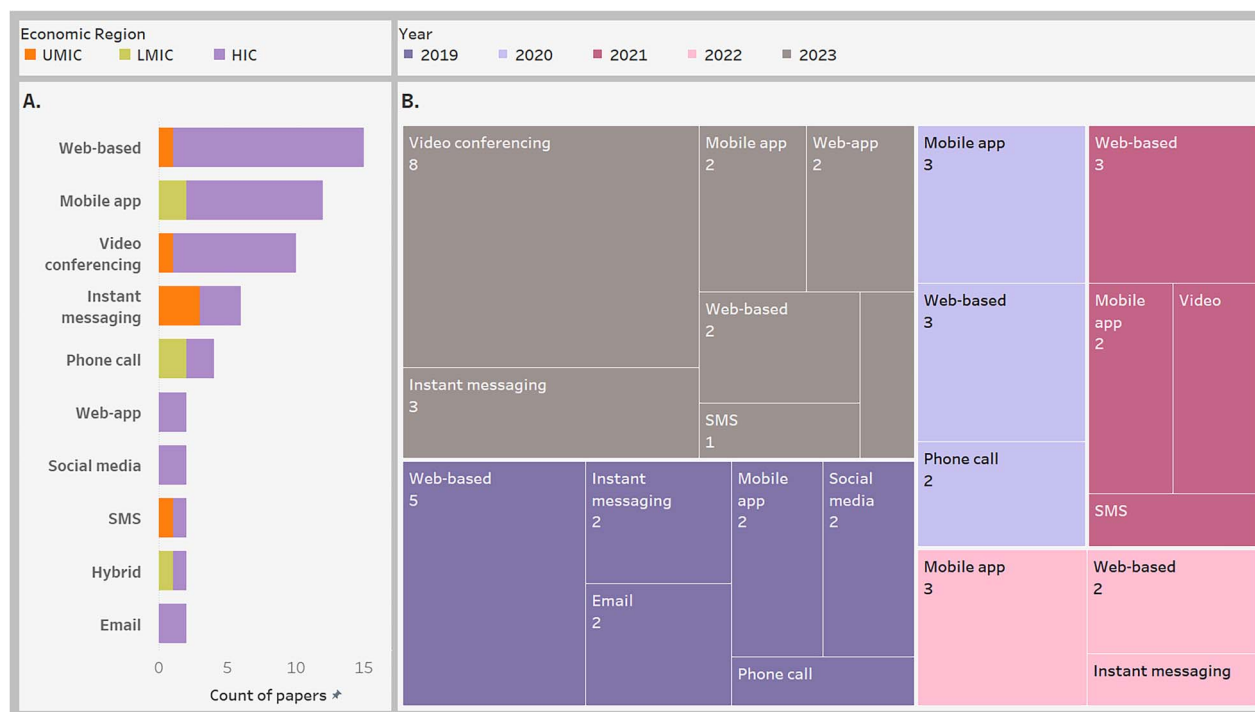 Economic Region
UMIC LMIC HIC
Year
2019 2020 2021 2022 2023
A.
Web-based
Mobile app
Video
conferencing
Instant
messaging
Phone call
Web-app
Social media
SMS
Hybrid
Email
0 5 10 15
Count of papers
B.
Video conferencing
8
Mobile app
2
Web-app
2
Instant messaging
3
Web-based
2
SMS
1
Web-based
5
Instant
messaging
2
Email
2
Mobile
app
2
Social
media
2
Phone call
Mobile app
3
Web-based
3
Phone call
2
Web-based
3
Mobile
app
2
Video
SMS
Mobile app
3
Web-based
2
Instant messaging